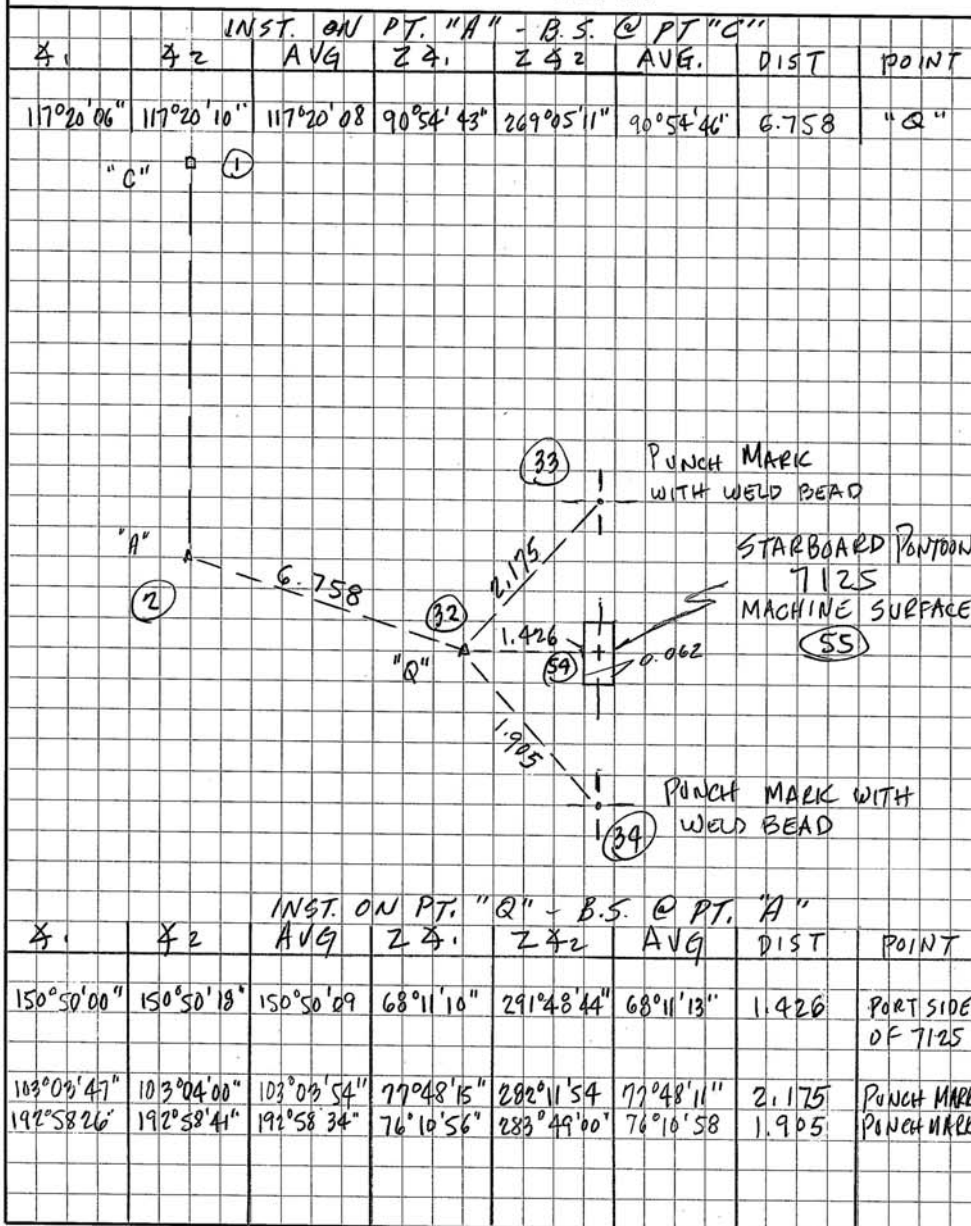 INST. ON PT. "A" - B.S. @ PT "C"
∡1 ∡2 AVG Z∡1 Z∡2 AVG. DIST POINT
117°20'06" 117°20'10" 117°20'08 90°54'43" 269°05'11" 90°54'46" 6.758 "Q"
"C" 1
33 PUNCH MARK
WITH WELD BEAD
"A" 2.175 STARBOARD PONTOON
6.758 7125
2 32 1.426 MACHINE SURFACE
"Q" 54 0.062 55
1.905
PUNCH MARK WITH
34 WELD BEAD
INST. ON PT. "Q" - B.S. @ PT. "A"
∡1 ∡2 AVG Z∡1 Z∡2 AVG DIST POINT
150°50'00" 150°50'18" 150°50'09 68°11'10" 291°48'44" 68°11'13" 1.426 PORT SIDE
OF 7125
103°03'47" 103°04'00" 103°03'54" 77°48'15" 282°11'54 77°48'11" 2.175 PUNCH MARK
192°58'26" 192°58'41" 192°58'34" 76°10'56" 283°49'00" 76°10'58 1.905 PUNCH MARK